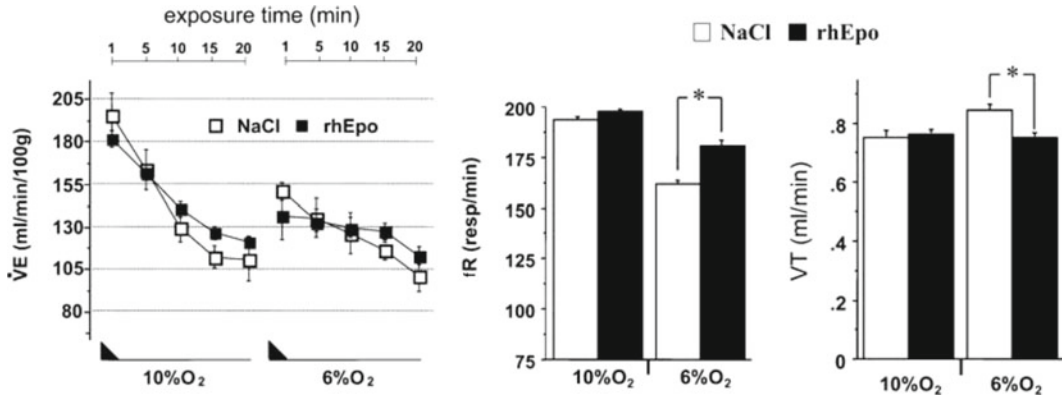 exposure time (min)
1 5 10 15 20 1 5 10 15 20
V̇E (ml/min/100g)
205
180
155
130
105
80
NaCl rhEpo
10%O₂ 6%O₂
NaCl rhEpo
fR (resp/min)
200
175
150
125
100
75
*
10%O₂ 6%O₂
VT (ml/min)
.8
.6
.4
.2
0
*
10%O₂ 6%O₂